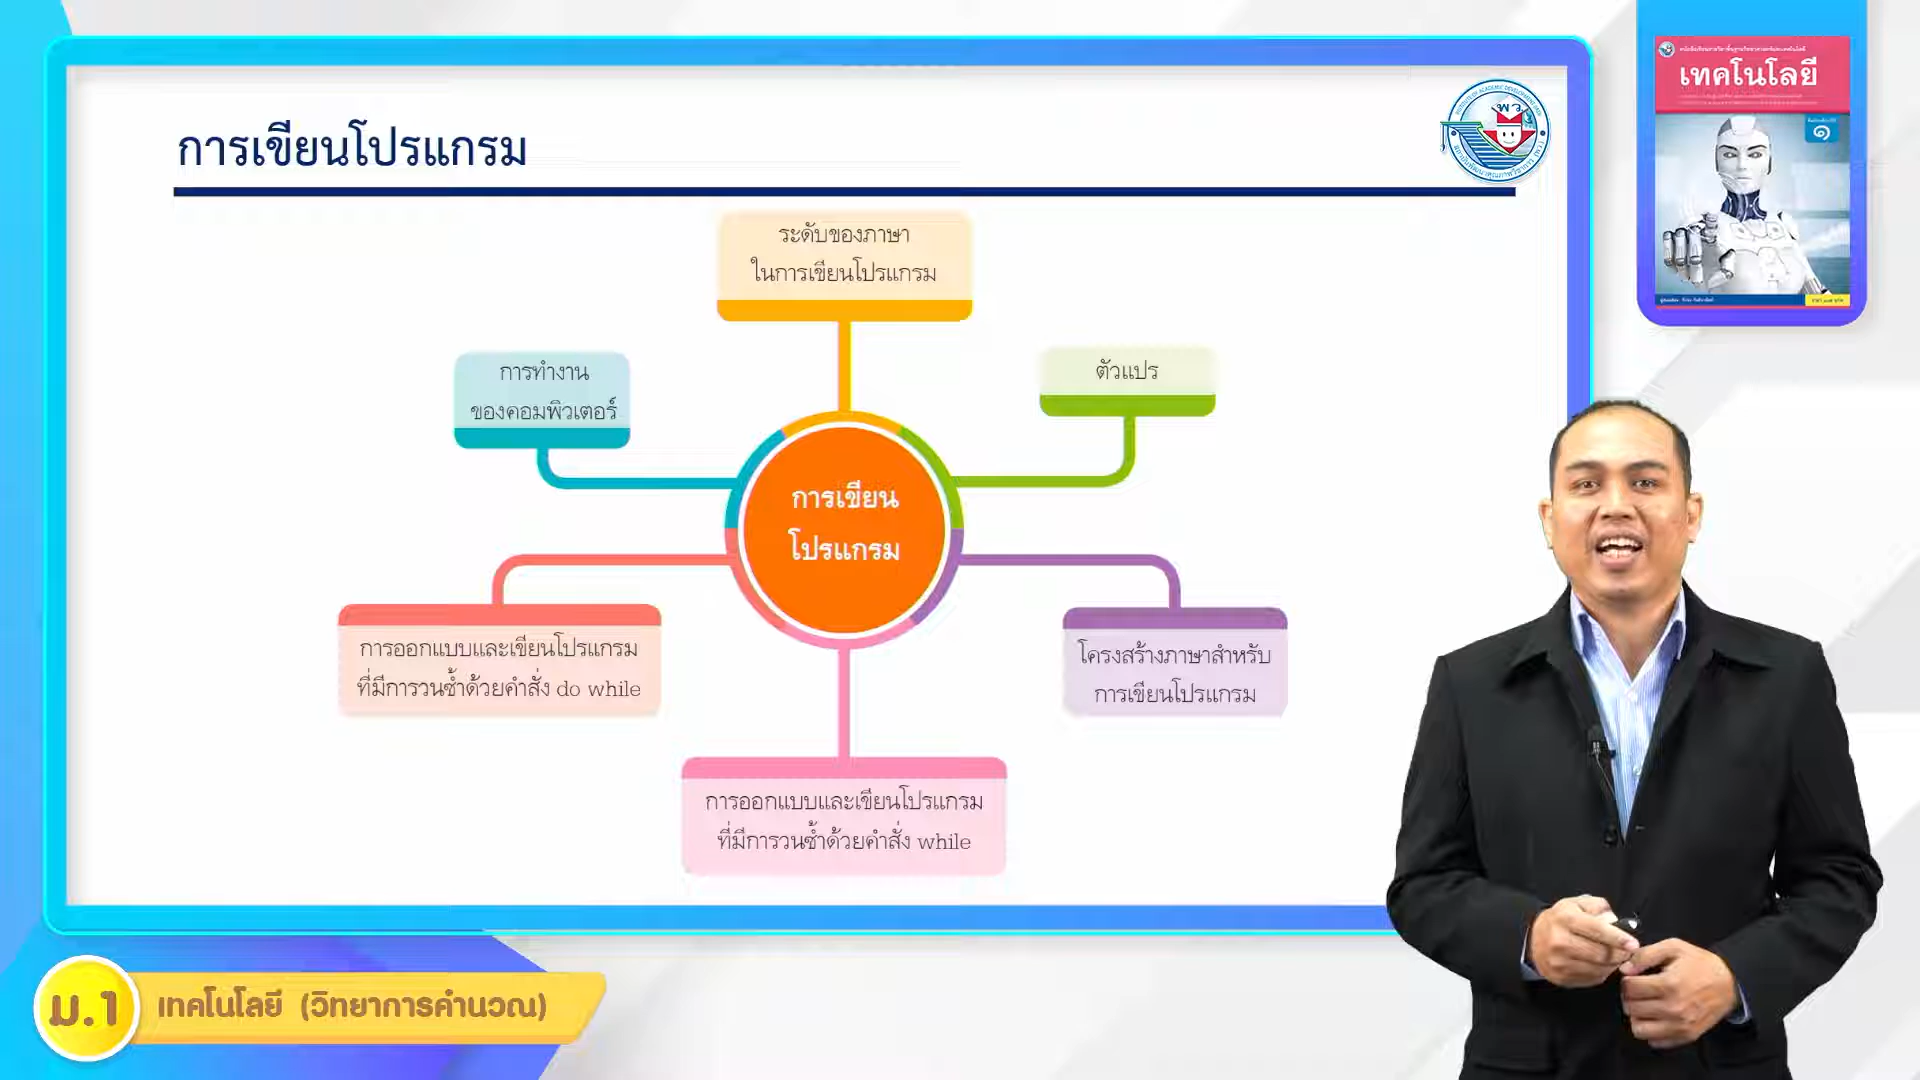 การเขียนโปรแกรม
พว.
เทคโนโลยี
๑
ระดับของภาษา
ในการเขียนโปรแกรม
การทำงาน
ของคอมพิวเตอร์
ตัวแปร
การเขียน
โปรแกรม
การออกแบบและเขียนโปรแกรม
ที่มีการวนซ้ำด้วยคำสั่ง do while
โครงสร้างภาษาสำหรับ
การเขียนโปรแกรม
การออกแบบและเขียนโปรแกรม
ที่มีการวนซ้ำด้วยคำสั่ง while
ม.1
เทคโนโลยี (วิทยาการคำนวณ)